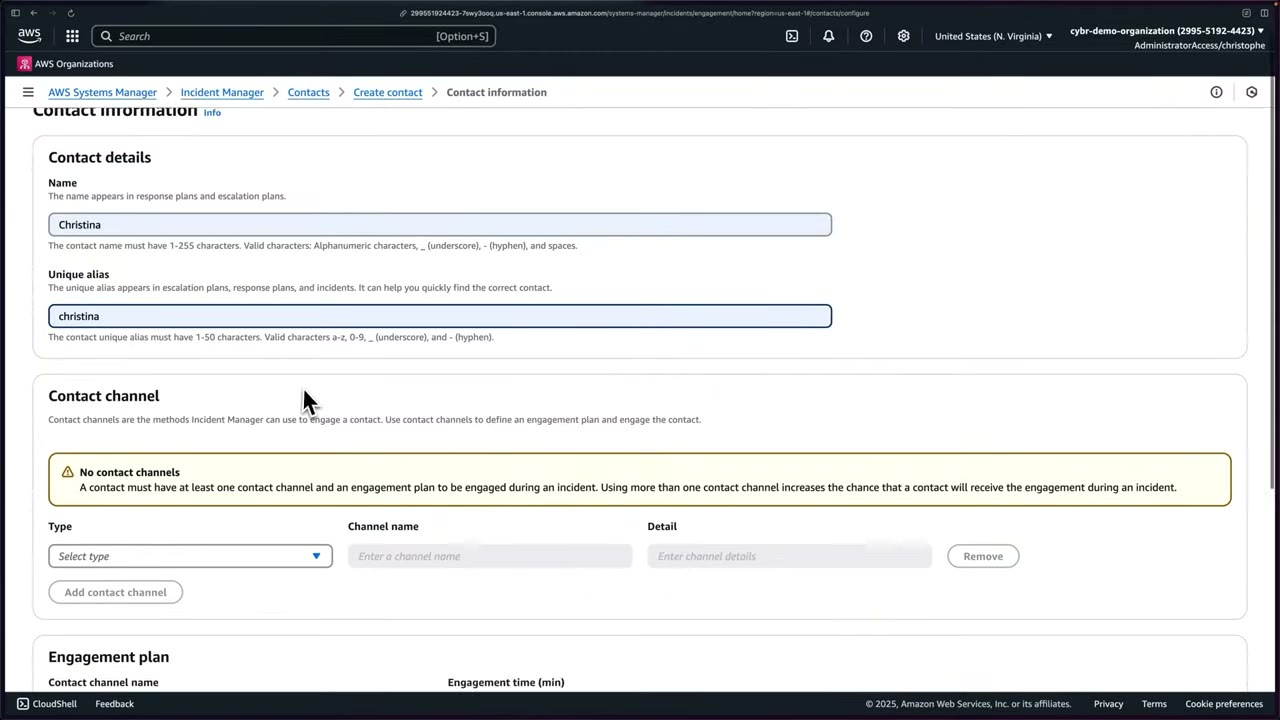 299551924423-7swy3ooq.us-east-1.console.aws.amazon.com/systems-manager/incidents/engagement/home?region=us-east-1#/contacts/configure
aws
Search [Option+S]
United States (N. Virginia) ▼
cybr-demo-organization (2995-5192-4423) ▼
AdministratorAccess/christophe
AWS Organizations
AWS Systems Manager > Incident Manager > Contacts > Create contact > Contact information
Contact information Info
Contact details
Name
The name appears in response plans and escalation plans.
Christina
The contact name must have 1-255 characters. Valid characters: Alphanumeric characters, _ (underscore), - (hyphen), and spaces.
Unique alias
The unique alias appears in escalation plans, response plans, and incidents. It can help you quickly find the correct contact.
christina
The contact unique alias must have 1-50 characters. Valid characters a-z, 0-9, _ (underscore), and - (hyphen).
Contact channel
Contact channels are the methods Incident Manager can use to engage a contact. Use contact channels to define an engagement plan and engage the contact.
No contact channels
A contact must have at least one contact channel and an engagement plan to be engaged during an incident. Using more than one contact channel increases the chance that a contact will receive the engagement during an incident.
Type Channel name Detail
Select type Enter a channel name Enter channel details Remove
Add contact channel
Engagement plan
Contact channel name Engagement time (min)
CloudShell Feedback © 2025, Amazon Web Services, Inc. or its affiliates. Privacy Terms Cookie preferences